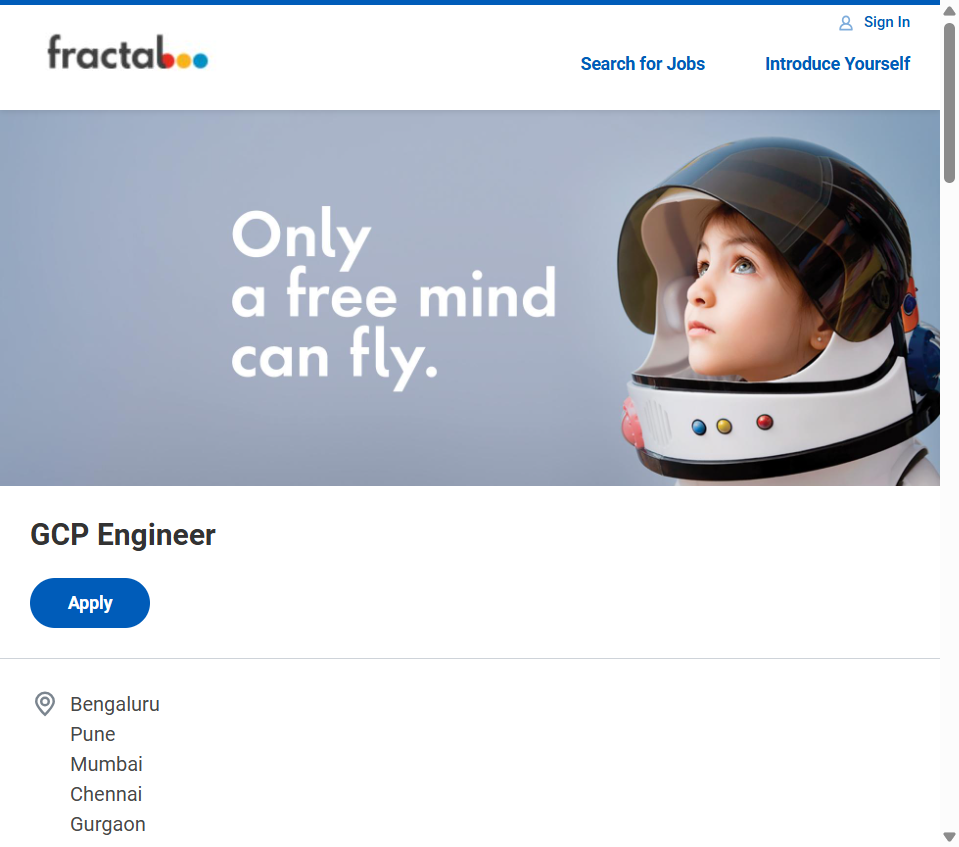 Sign In
fractal
Search for Jobs
Introduce Yourself
Only
a free mind
can fly.
GCP Engineer
Apply
Bengaluru
Pune
Mumbai
Chennai
Gurgaon